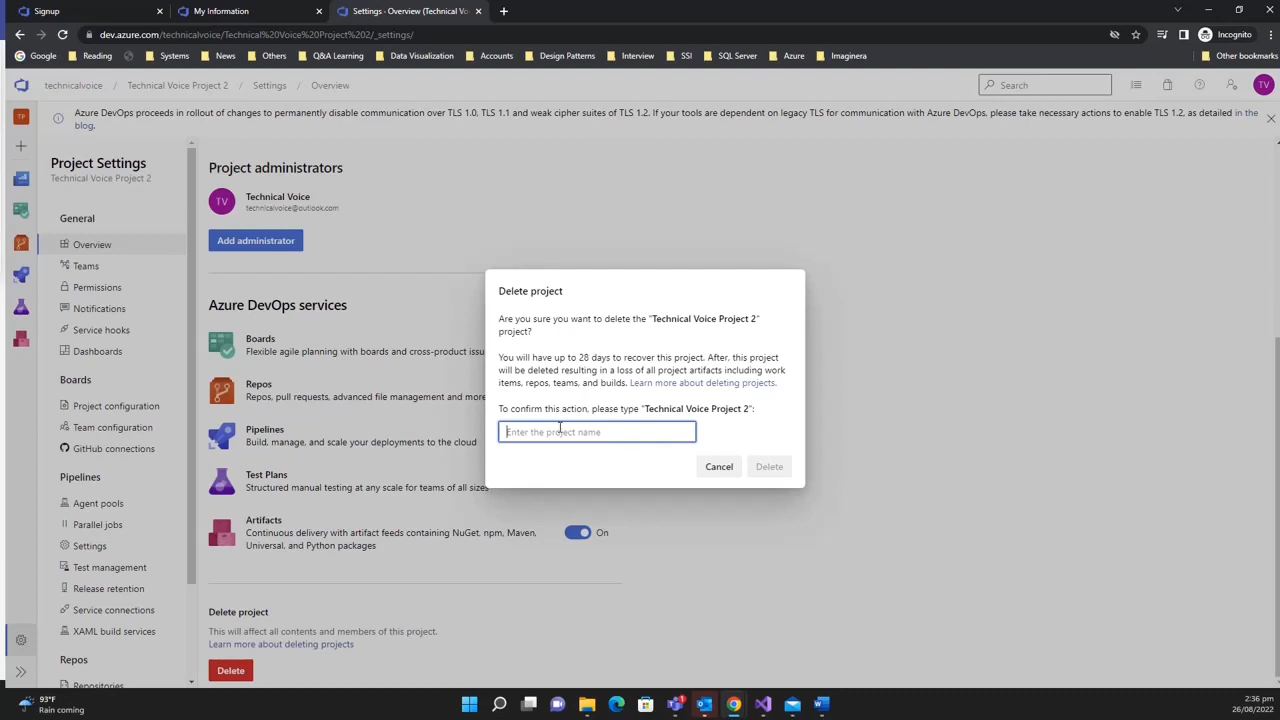 Signup
My Information
Settings - Overview (Technical Vo
dev.azure.com/technicalvoice/Technical%20Voice%20Project%202/_settings/
Incognito
Google
Reading
Systems
News
Others
Q&A Learning
Data Visualization
Accounts
Design Patterns
Interview
SSI
SQL Server
Azure
Imaginera
Other bookmarks
technicalvoice / Technical Voice Project 2 / Settings / Overview
Search
TV
TP
Azure DevOps proceeds in rollout of changes to permanently disable communication over TLS 1.0, TLS 1.1 and weak cipher suites of TLS 1.2. If your tools are dependent on legacy TLS for communication with Azure DevOps, please take necessary actions to enable TLS 1.2, as detailed in the
blog.
Project Settings
Technical Voice Project 2
General
Overview
Teams
Permissions
Notifications
Service hooks
Dashboards
Boards
Project configuration
Team configuration
GitHub connections
Pipelines
Agent pools
Parallel jobs
Settings
Test management
Release retention
Service connections
XAML build services
Repos
Repositories
Project administrators
TV
Technical Voice
technicalvoice@outlook.com
Add administrator
Azure DevOps services
Boards
Flexible agile planning with boards and cross-product issu
Repos
Repos, pull requests, advanced file management and more
Pipelines
Build, manage, and scale your deployments to the cloud
Test Plans
Structured manual testing at any scale for teams of all sizes
Artifacts
Continuous delivery with artifact feeds containing NuGet, npm, Maven,
Universal, and Python packages
On
Delete project
This will affect all contents and members of this project.
Learn more about deleting projects
Delete
Delete project
Are you sure you want to delete the "Technical Voice Project 2"
project?
You will have up to 28 days to recover this project. After, this project
will be deleted resulting in a loss of all project artifacts including work
items, repos, teams, and builds. Learn more about deleting projects.
To confirm this action, please type "Technical Voice Project 2":
Enter the project name
Cancel
Delete
93°F
Rain coming
2:36 pm
26/08/2022